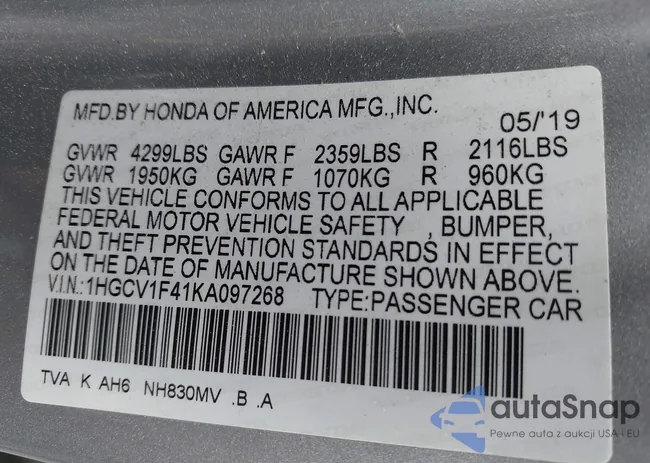 MFD.BY HONDA OF AMERICA MFG.,INC.
05/'19
GVWR 4299LBS GAWR F 2359LBS R 2116LBS
GVWR 1950KG GAWR F 1070KG R 960KG
THIS VEHICLE CONFORMS TO ALL APPLICABLE
FEDERAL MOTOR VEHICLE SAFETY , BUMPER,
AND THEFT PREVENTION STANDARDS IN EFFECT
ON THE DATE OF MANUFACTURE SHOWN ABOVE.
V.I.N.:1HGCV1F41KA097268 TYPE:PASSENGER CAR
TVA K AH6 NH830MV .B .A
autaSnap
Pewne auta z aukcji USA i EU